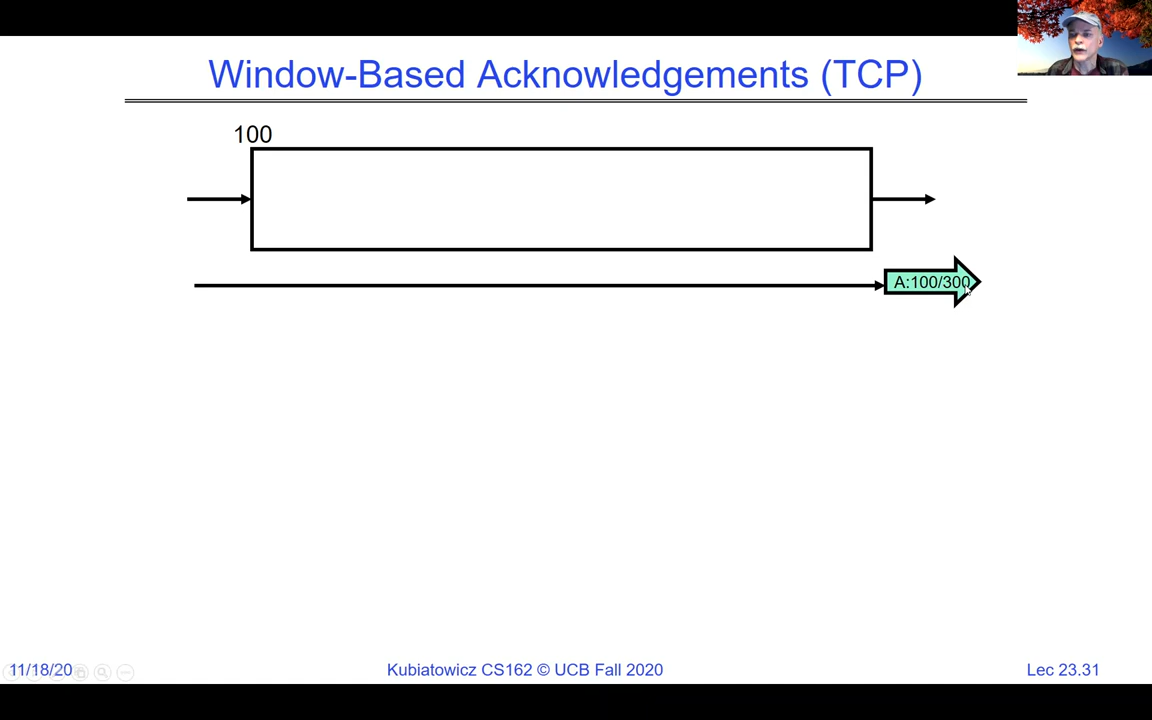 Window-Based Acknowledgements (TCP)
100
A:100/300
11/18/20
Kubiatowicz CS162 © UCB Fall 2020
Lec 23.31